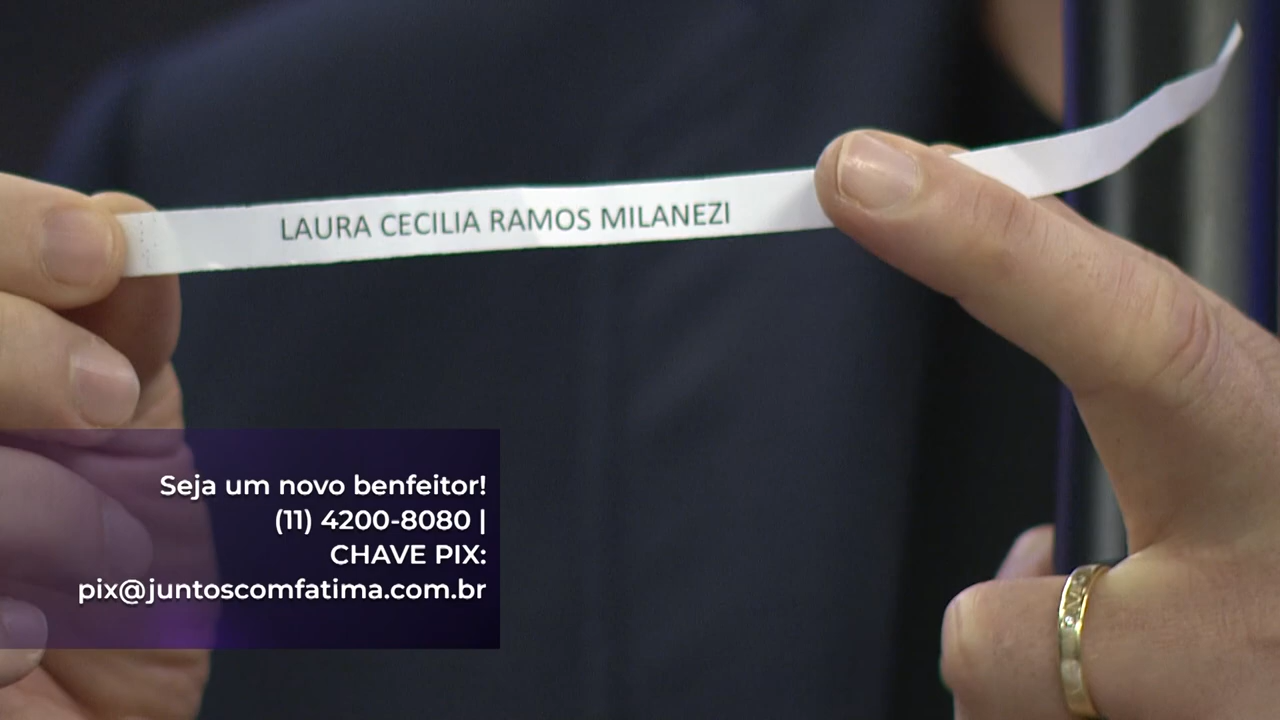 LAURA CECILIA RAMOS MILANEZI
Seja um novo benfeitor!
(11) 4200-8080 |
CHAVE PIX:
pix@juntoscomfatima.com.br